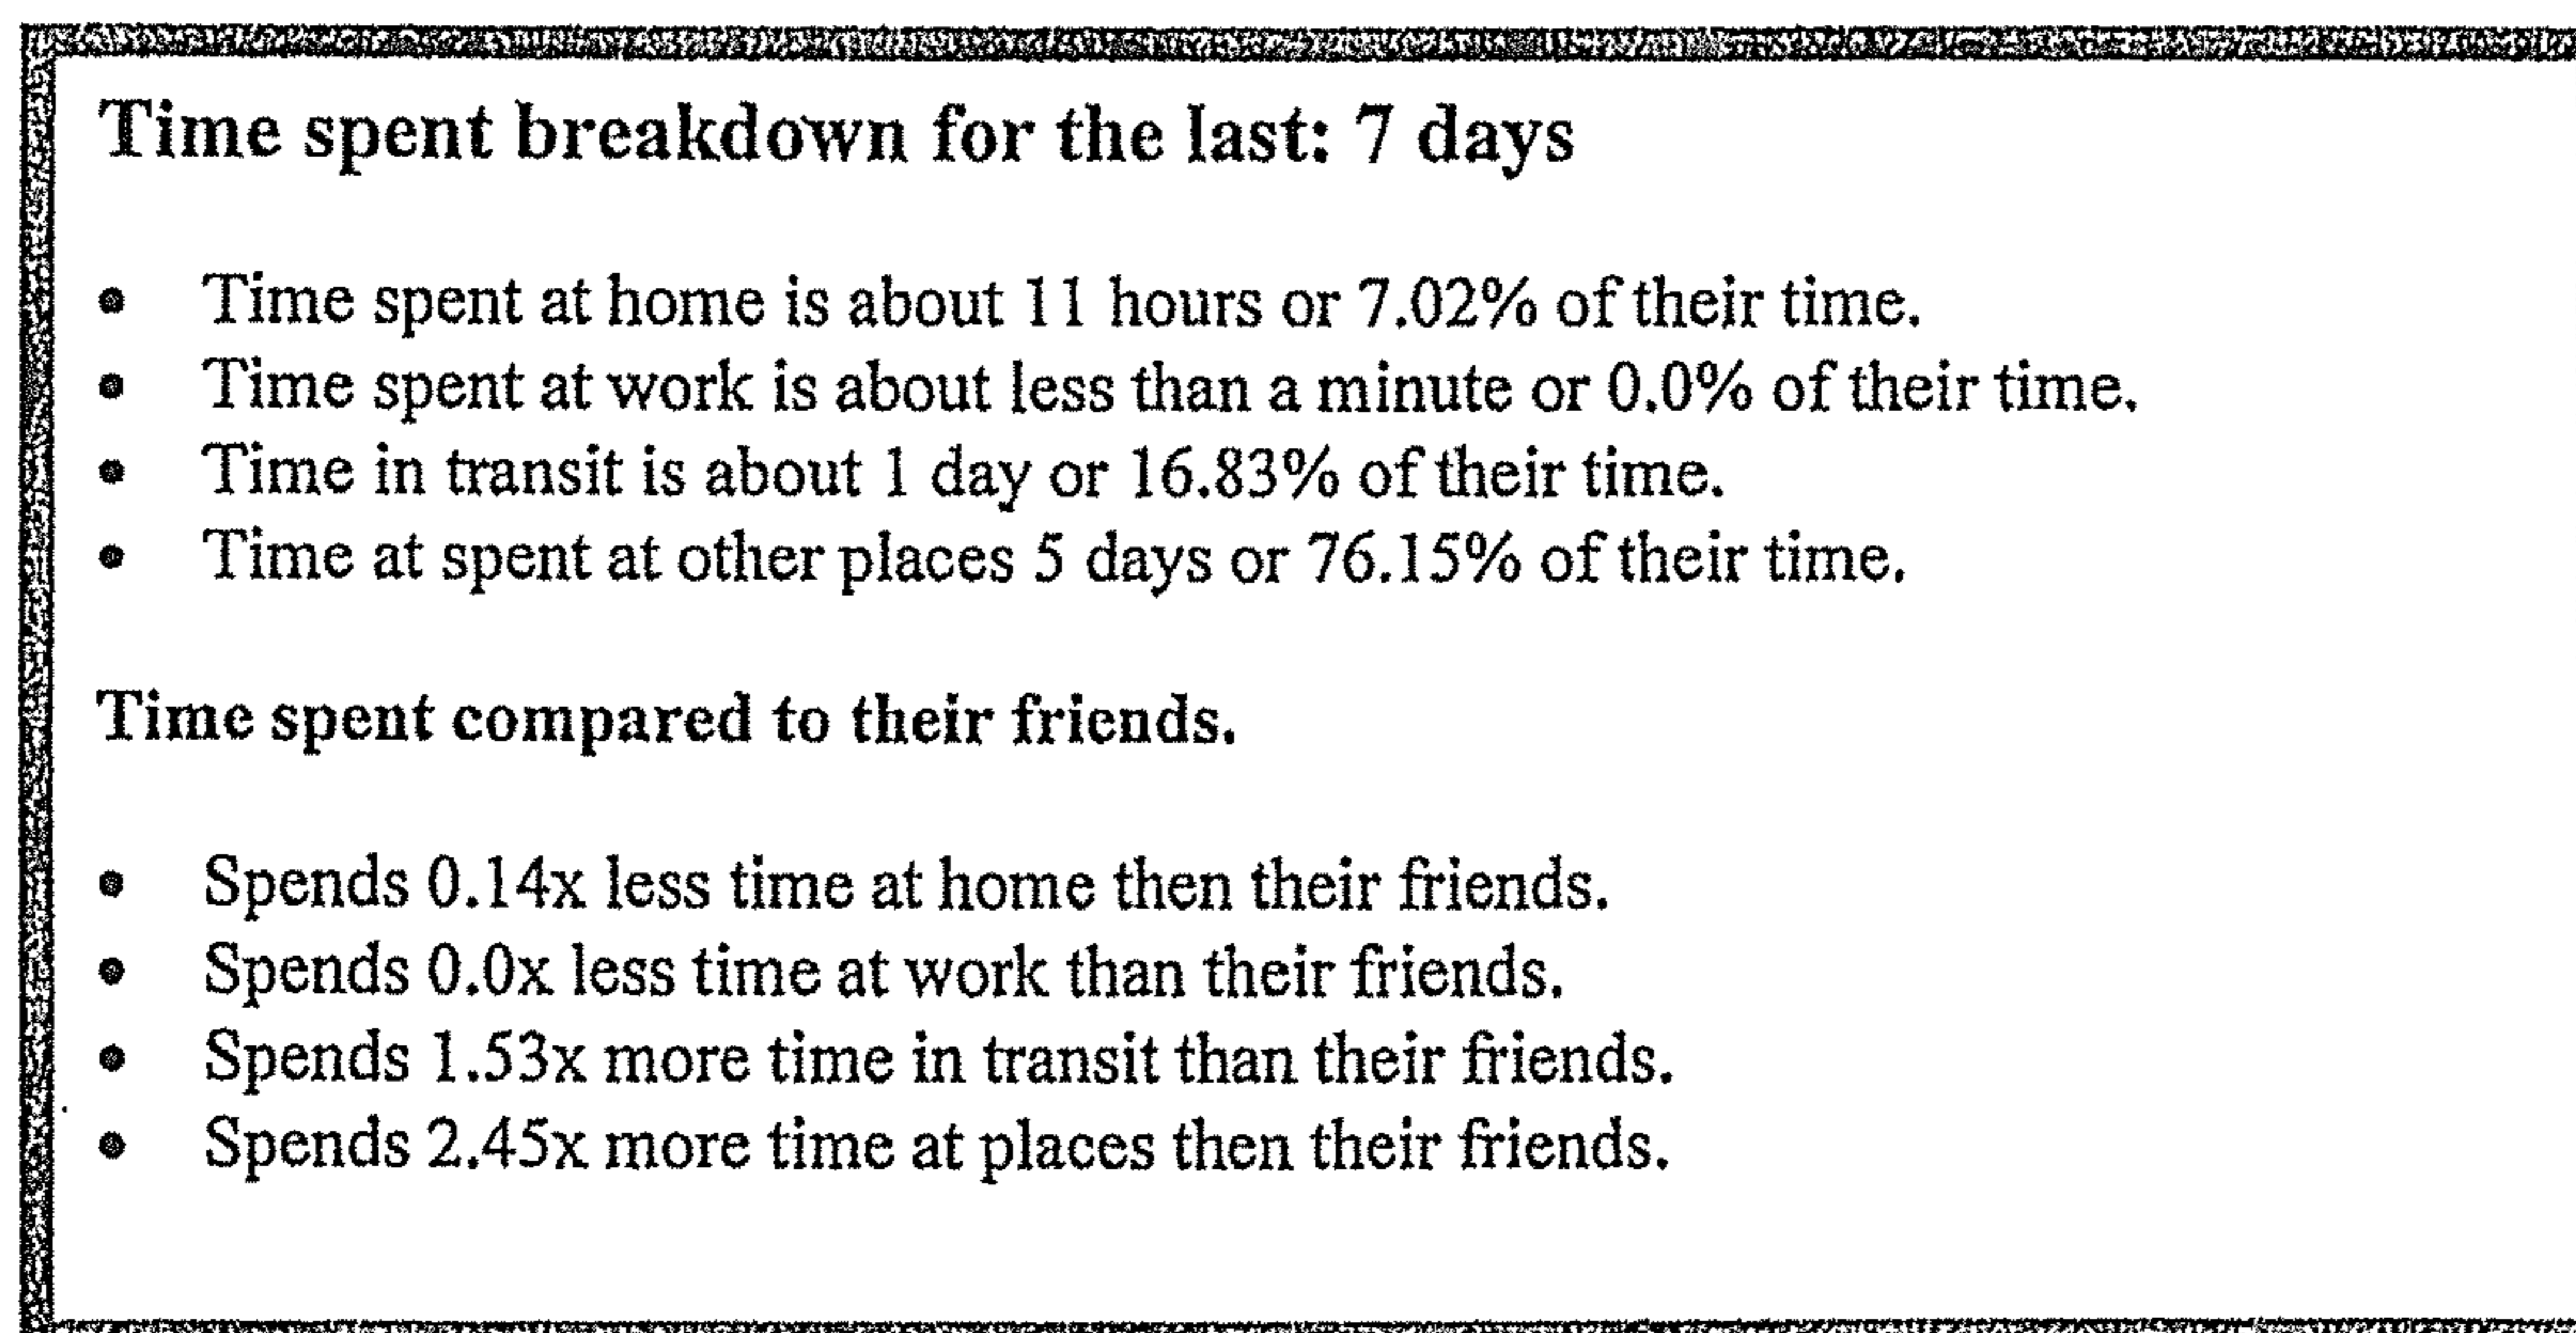 Time spent breakdown for the last: 7 days
• Time spent at home is about 11 hours or 7.02% of their time.
• Time spent at work is about less than a minute or 0.0% of their time.
• Time in transit is about 1 day or 16.83% of their time.
• Time at spent at other places 5 days or 76.15% of their time.
Time spent compared to their friends.
• Spends 0.14x less time at home then their friends.
• Spends 0.0x less time at work than their friends.
• Spends 1.53x more time in transit than their friends.
• Spends 2.45x more time at places then their friends.